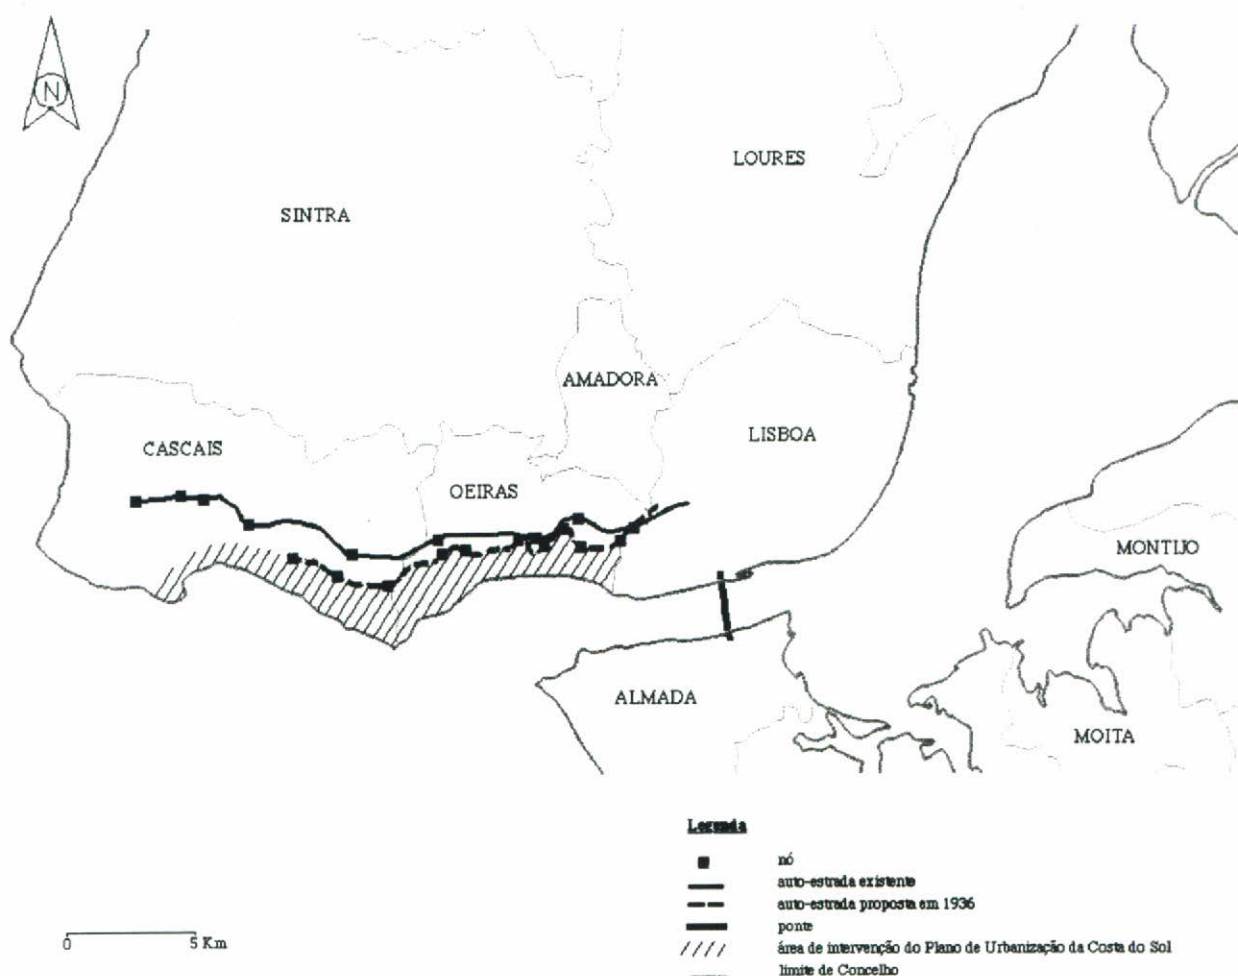 N
LOURES
SINTRA
AMADORA
LISBOA
CASCAIS
OEIRAS
MONTIJO
ALMADA
MOITA
Legenda
nó
auto-estrada existente
auto-estrada proposta em 1936
ponte
área de intervenção do Plano de Urbanização da Costa do Sol
limite de Concelho
0 5 Km